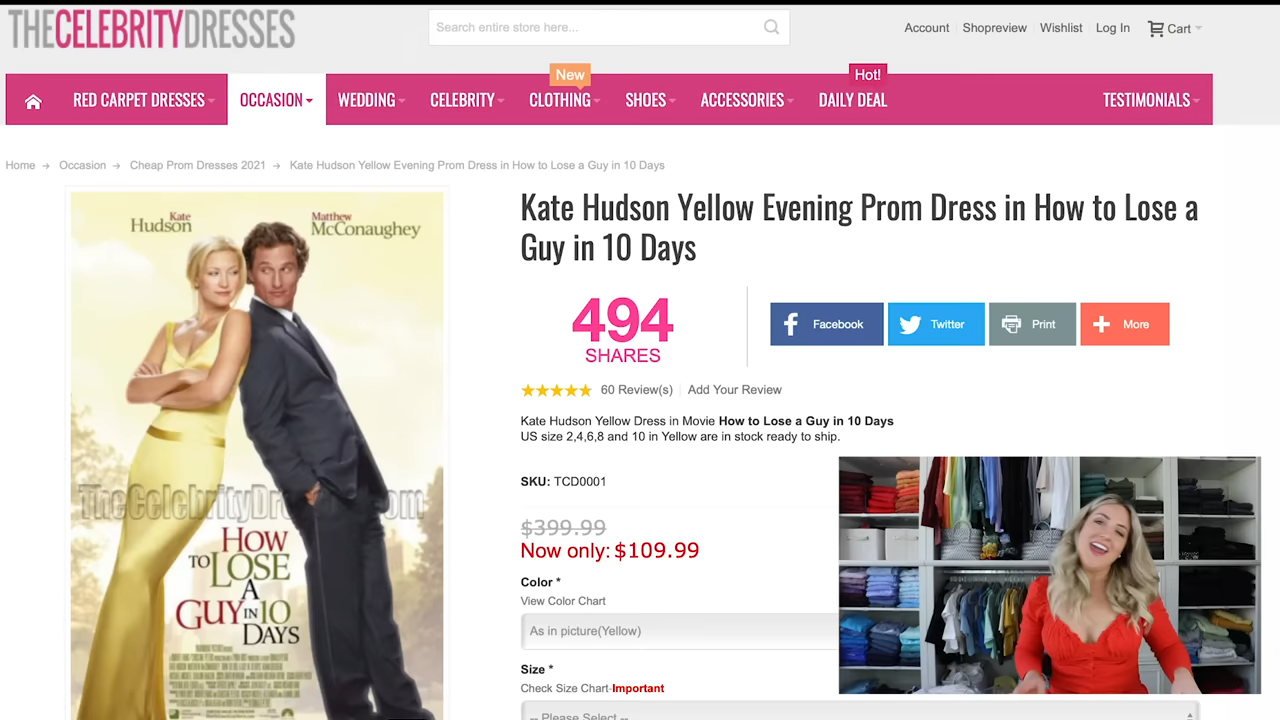 THECELEBRITYDRESSES
Search entire store here...
Account
Shopreview
Wishlist
Log In
Cart
New
Hot!
RED CARPET DRESSES
OCCASION
WEDDING
CELEBRITY
CLOTHING
SHOES
ACCESSORIES
DAILY DEAL
TESTIMONIALS
Home → Occasion → Cheap Prom Dresses 2021 → Kate Hudson Yellow Evening Prom Dress in How to Lose a Guy in 10 Days
Kate
Hudson
Matthew
McConaughey
HOW
TO LOSE
A
GUY IN 10
DAYS
Kate Hudson Yellow Evening Prom Dress in How to Lose a
Guy in 10 Days
494
SHARES
Facebook
Twitter
Print
More
60 Review(s)
Add Your Review
Kate Hudson Yellow Dress in Movie How to Lose a Guy in 10 Days
US size 2,4,6,8 and 10 in Yellow are in stock ready to ship.
SKU: TCD0001
$399.99
Now only: $109.99
Color *
View Color Chart
As in picture(Yellow)
Size *
Check Size Chart-Important
-- Please Select --